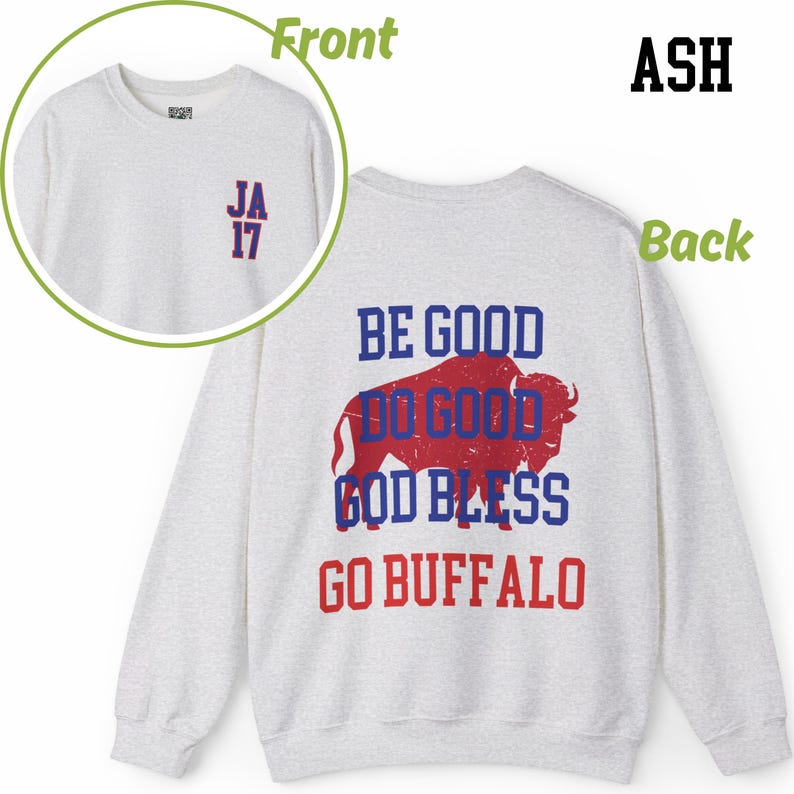 Front
ASH
JA
17
Back
BE GOOD
DO GOOD
GOD BLESS
GO BUFFALO